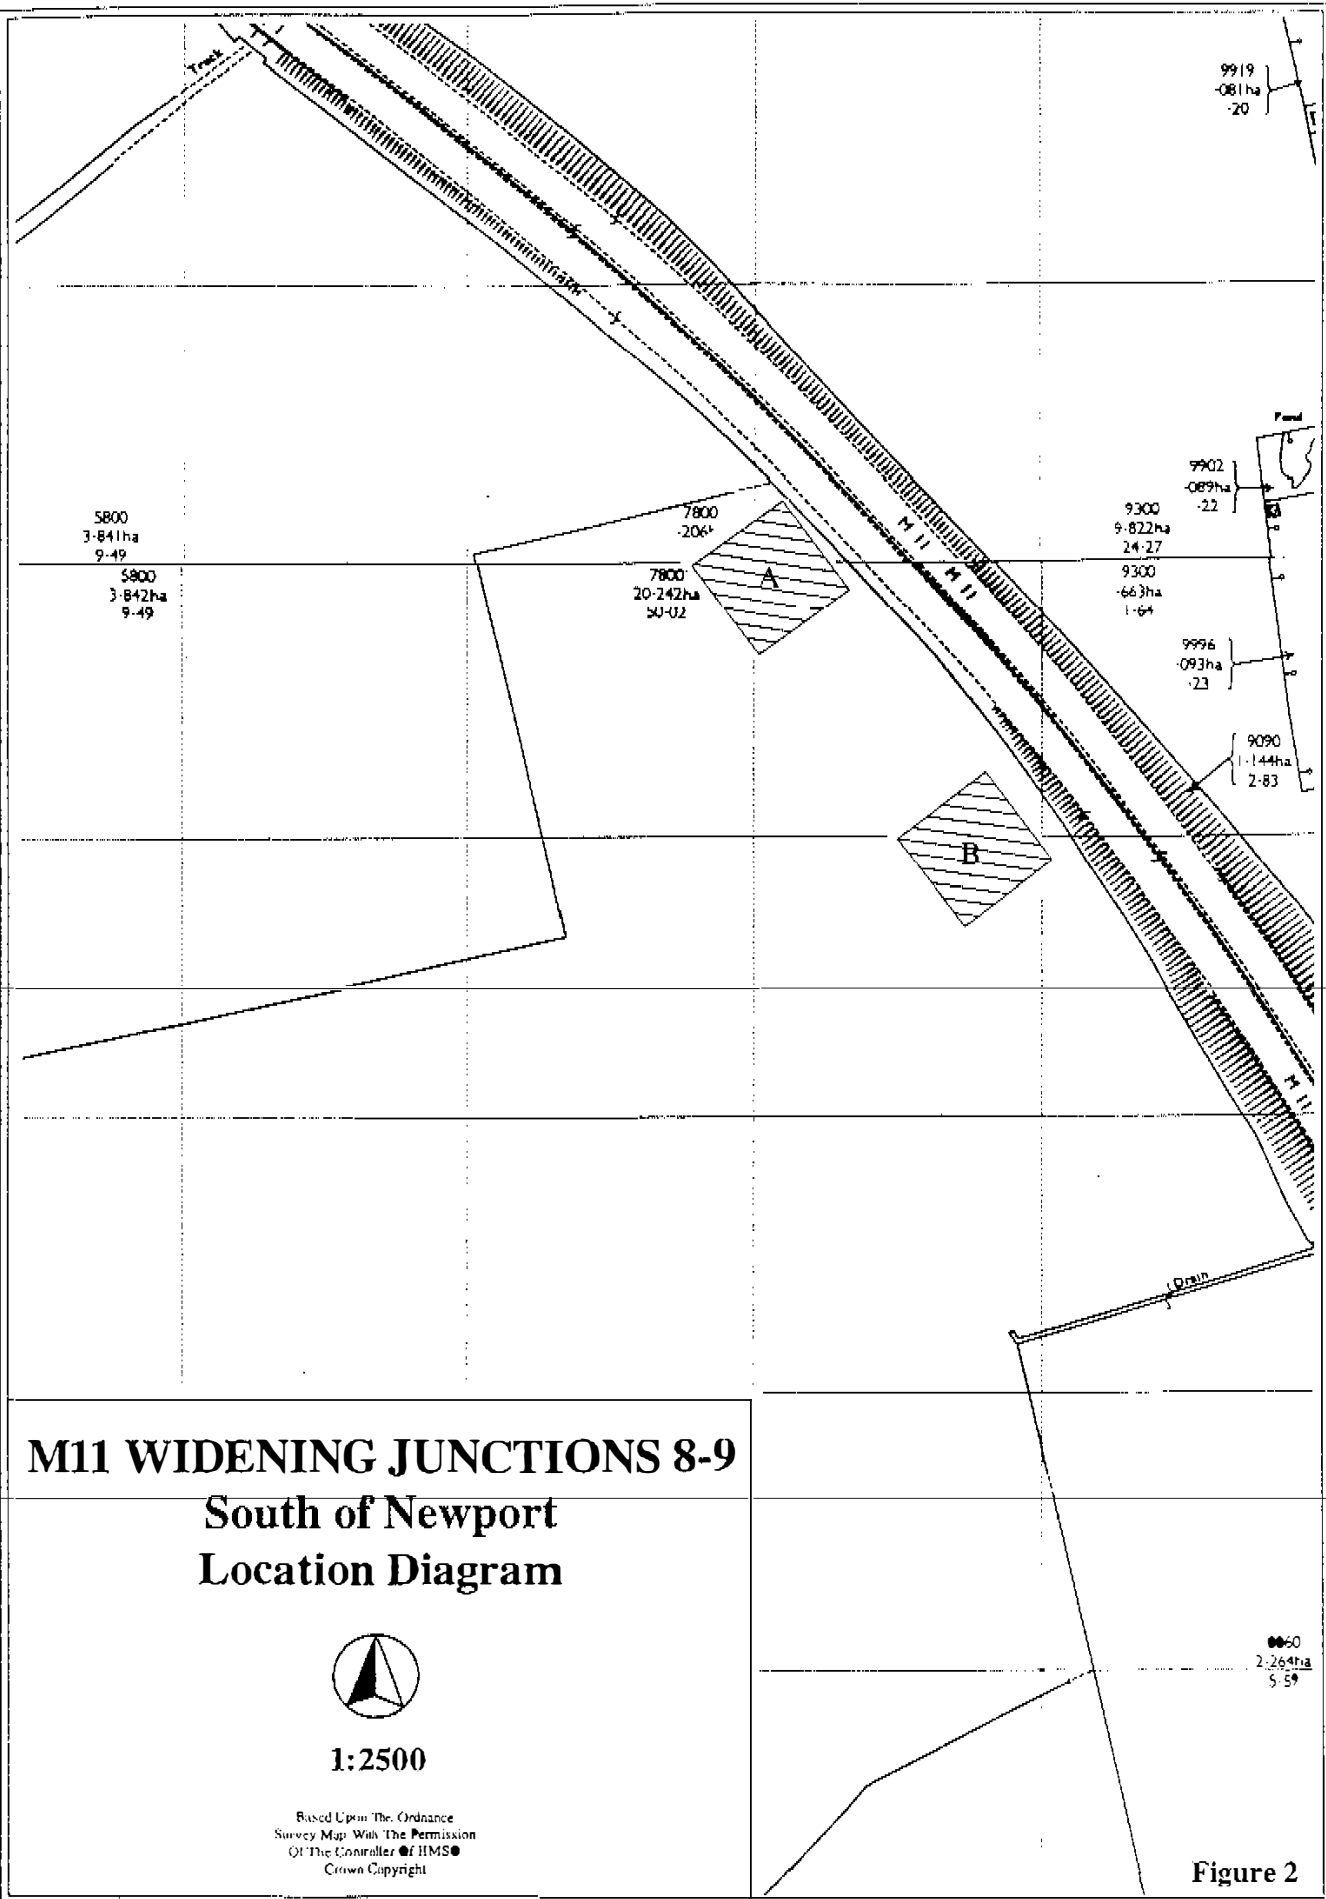 Track
9919
·081ha
·20
Pond
9902
·089ha
·22
5800
3·841ha
9·49
5800
3·842ha
9·49
7800
·206
7800
20·242ha
50·02
A
M 11
M 11
9300
9·822ha
24·27
9300
·663ha
1·64
9996
·093ha
·23
9090
1·144ha
2·83
B
M 11
Drain
M11 WIDENING JUNCTIONS 8-9
South of Newport
Location Diagram
1:2500
Based Upon The Ordnance
Survey Map With The Permission
Of The Controller Of HMSO
Crown Copyright
0060
2·264ha
5·59
Figure 2